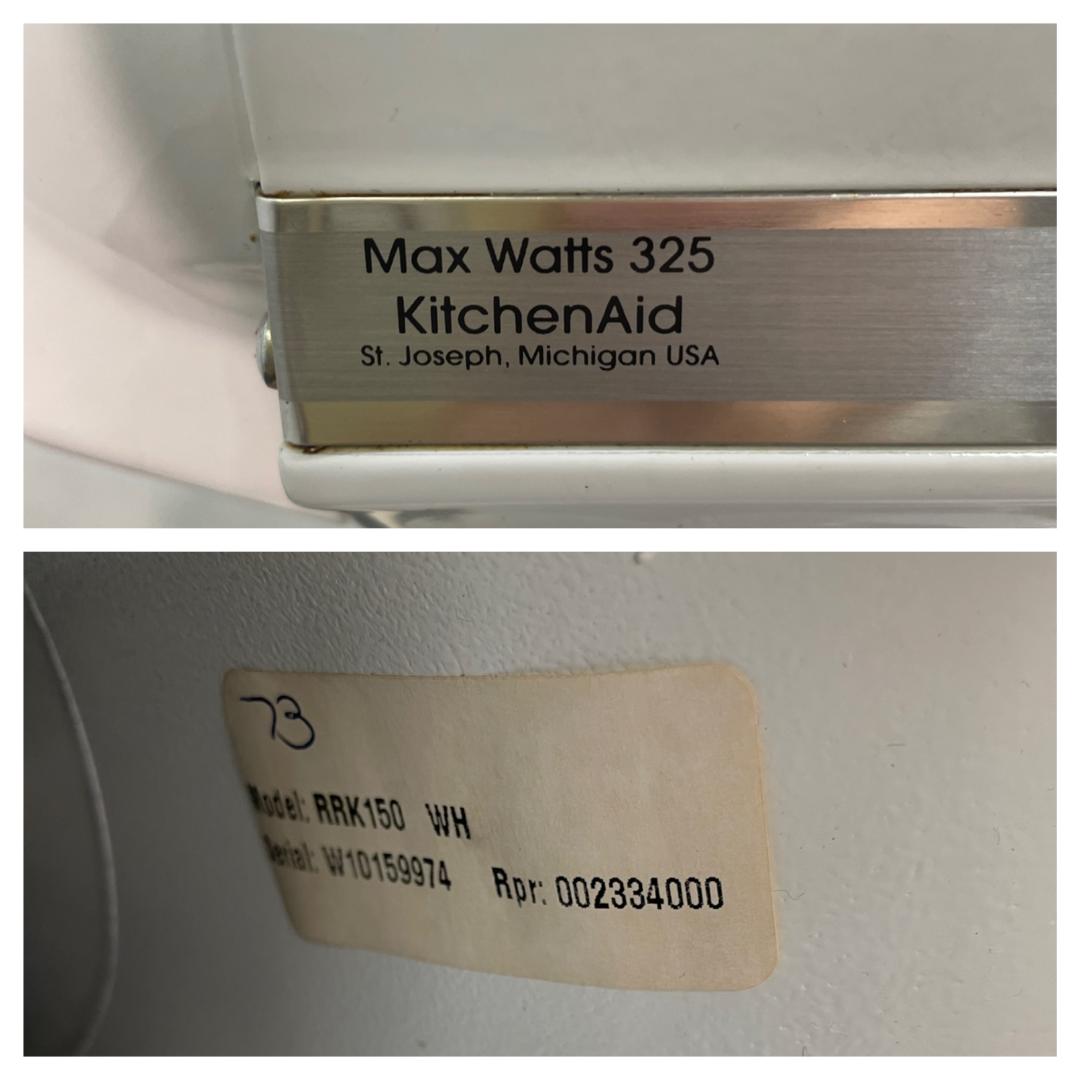 Max Watts 325
KitchenAid
St. Joseph, Michigan USA
73
Model: RRK150 WH
Serial: W10159974 Rpr: 002334000